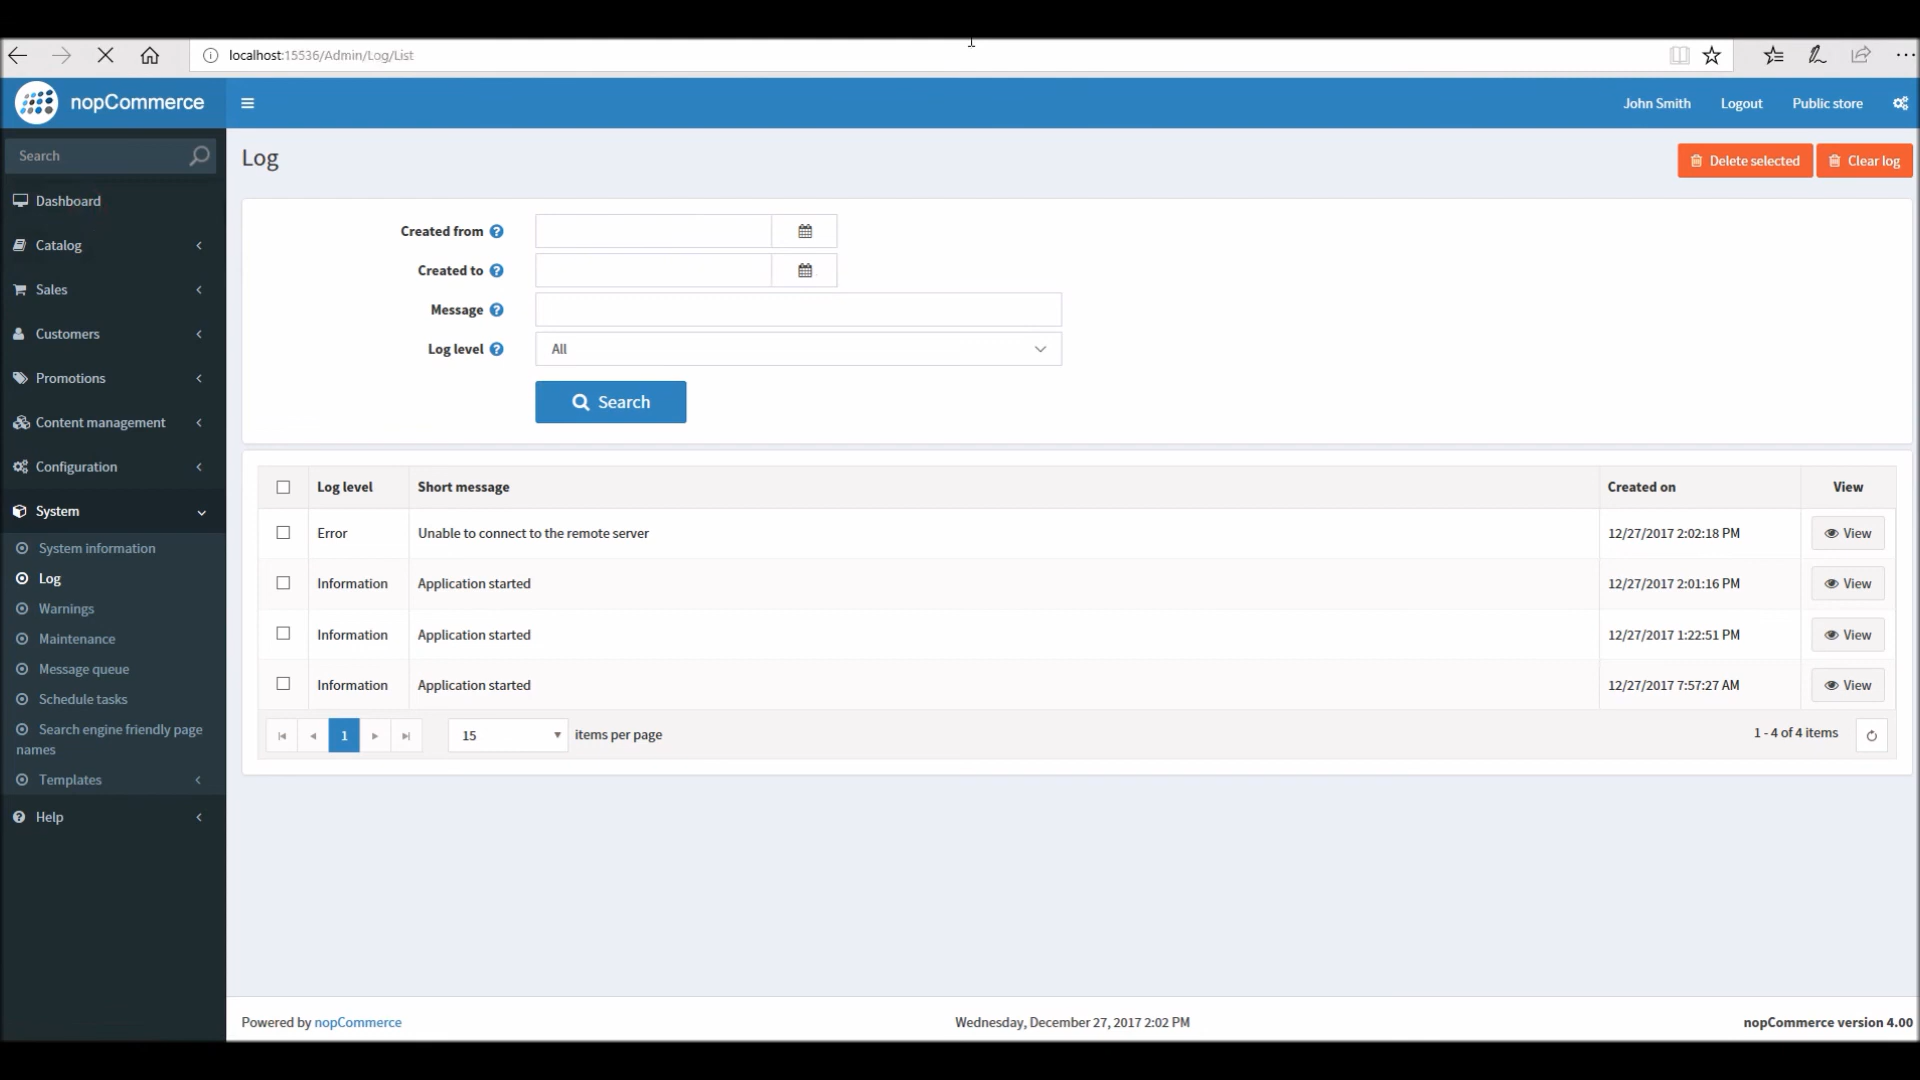 localhost:15536/Admin/Log/List
nopCommerce
John Smith
Logout
Public store
Search
Dashboard
Catalog
Sales
Customers
Promotions
Content management
Configuration
System
System information
Log
Warnings
Maintenance
Message queue
Schedule tasks
Search engine friendly page
names
Templates
Help
Log
Delete selected
Clear log
Created from
Created to
Message
Log level
All
Search
Log level Short message Created on View
Error Unable to connect to the remote server 12/27/2017 2:02:18 PM View
Information Application started 12/27/2017 2:01:16 PM View
Information Application started 12/27/2017 1:22:51 PM View
Information Application started 12/27/2017 7:57:27 AM View
1 15 items per page 1 - 4 of 4 items
Powered by nopCommerce Wednesday, December 27, 2017 2:02 PM nopCommerce version 4.00